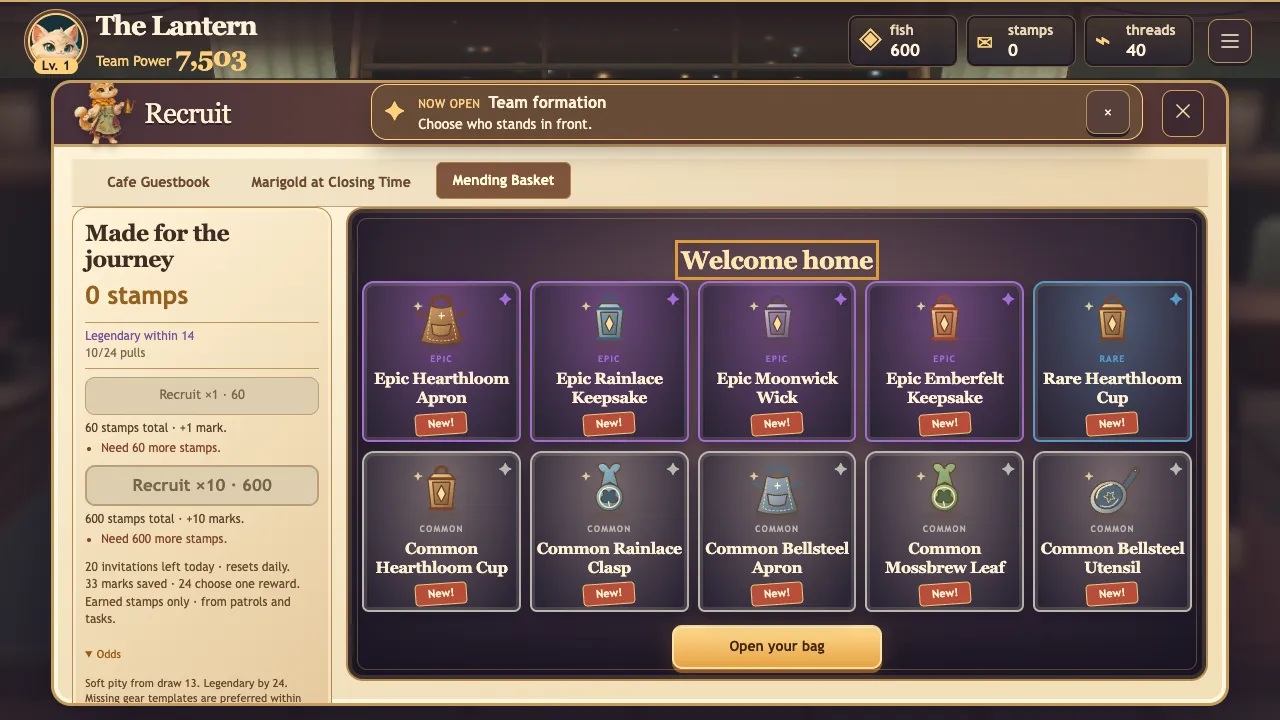 The Lantern
Team Power 7,503
Lv. 1
fish
600
stamps
0
threads
40
Recruit
NOW OPEN Team formation
Choose who stands in front.
×
Cafe Guestbook
Marigold at Closing Time
Mending Basket
Made for the
journey
0 stamps
Legendary within 14
10/24 pulls
Recruit ×1 · 60
60 stamps total · +1 mark.
• Need 60 more stamps.
Recruit ×10 · 600
600 stamps total · +10 marks.
• Need 600 more stamps.
20 invitations left today · resets daily.
33 marks saved · 24 choose one reward.
Earned stamps only · from patrols and
tasks.
▼ Odds
Soft pity from draw 13. Legendary by 24.
Missing gear templates are preferred within
Welcome home
EPIC
Epic Hearthloom
Apron
New!
EPIC
Epic Rainlace
Keepsake
New!
EPIC
Epic Moonwick
Wick
New!
EPIC
Epic Emberfelt
Keepsake
New!
RARE
Rare Hearthloom
Cup
New!
COMMON
Common
Hearthloom Cup
New!
COMMON
Common Rainlace
Clasp
New!
COMMON
Common Bellsteel
Apron
New!
COMMON
Common
Mossbrew Leaf
New!
COMMON
Common Bellsteel
Utensil
New!
Open your bag